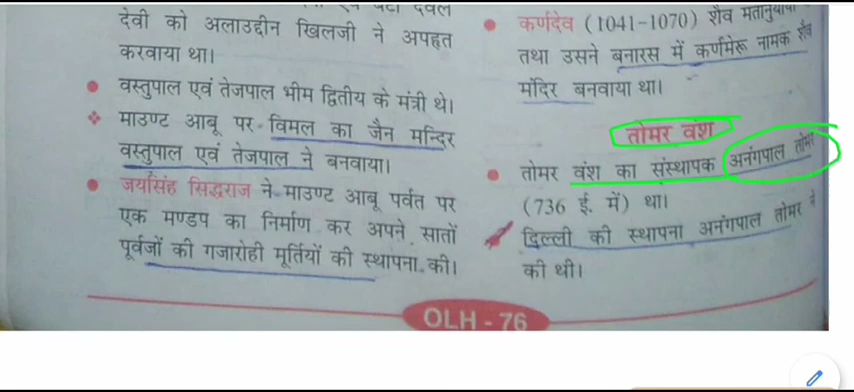 देवी को अलाउद्दीन खिलजी ने अपहृत
करवाया था।
• वस्तुपाल एवं तेजपाल भीम द्वितीय के मंत्री थे।
❖ माउण्ट आबू पर विमल का जैन मन्दिर
वस्तुपाल एवं तेजपाल ने बनवाया।
• जयसिंह सिद्धराज ने माउण्ट आबू पर्वत पर
एक मण्डप का निर्माण कर अपने सातों
पूर्वजों की गजारोही मूर्तियों की स्थापना की।
• कर्णदेव (1041-1070) शैव मतानुयायी
तथा उसने बनारस में कर्णमेरू नामक शैव
मंदिर बनवाया था।
तोमर वंश
• तोमर वंश का संस्थापक अनंगपाल तोमर
(736 ई. में) था।
दिल्ली की स्थापना अनंगपाल तोमर ने
की थी।
OLH - 76